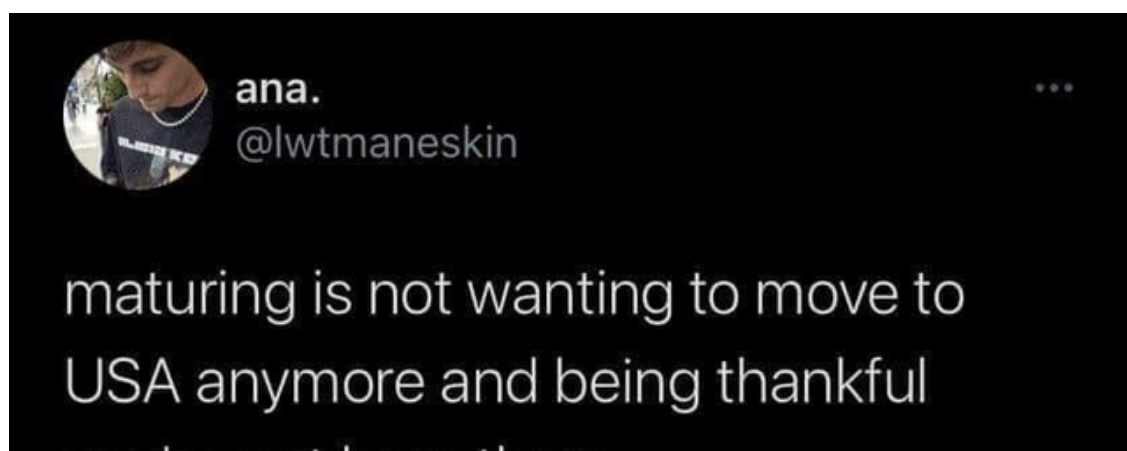 ana.
@lwtmaneskin
maturing is not wanting to move to
USA anymore and being thankful